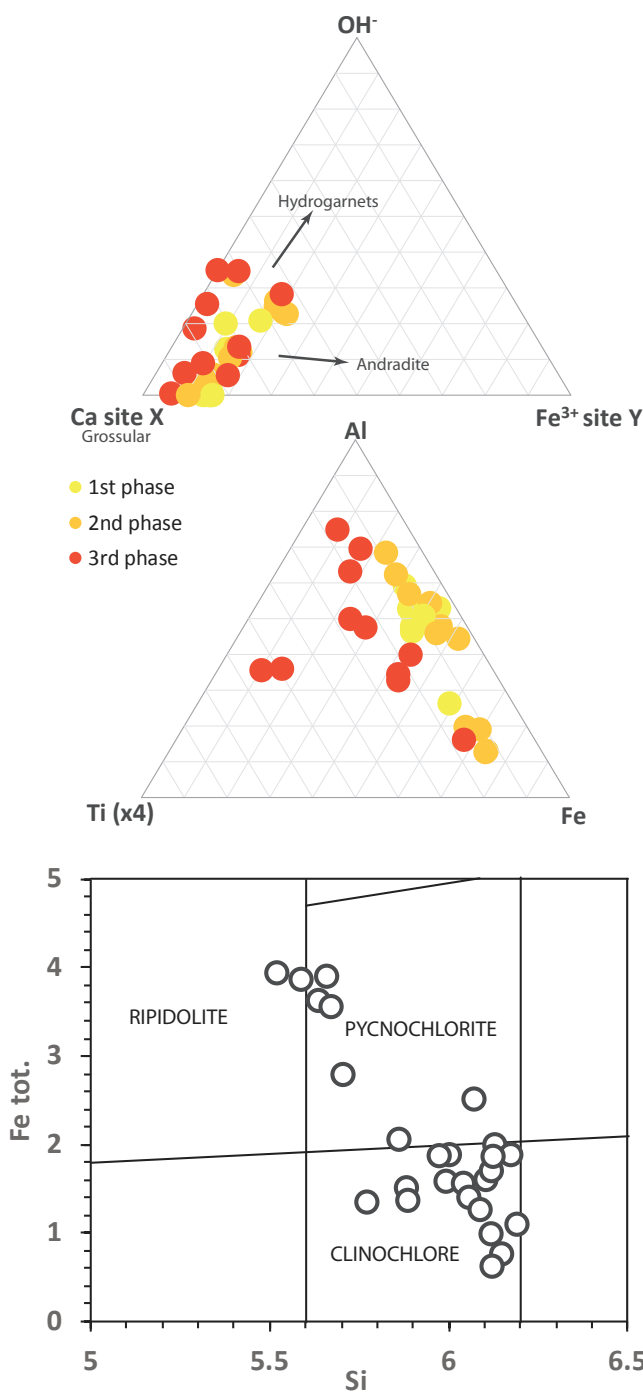 OH-
Hydrogarnets
Andradite
Ca site X
Fe3+ site Y
Grossular
Al
1st phase
2nd phase
3rd phase
Ti (x4)
Fe
5
4
RIPIDOLITE
PYCNOCHLORITE
3
Fe tot.
2
1
CLINOCHLORE
0
5
5.5
6
6.5
Si